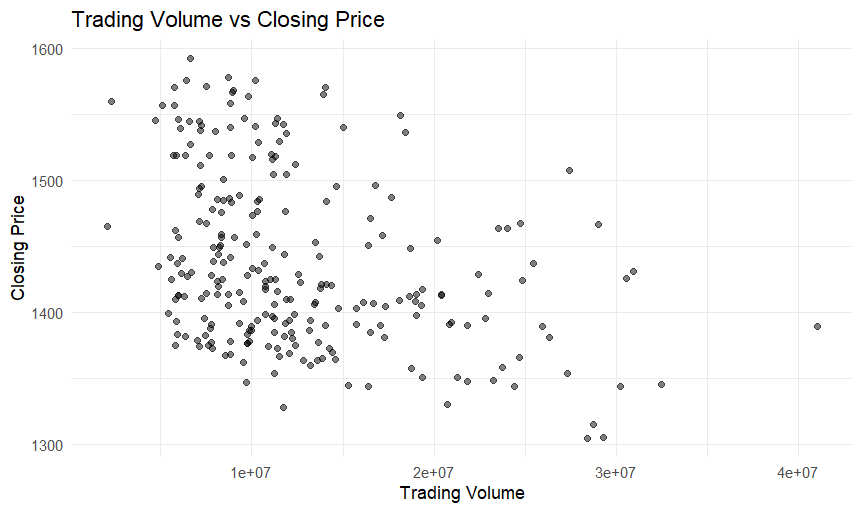 Trading Volume vs Closing Price
Closing Price
1600
1500
1400
1300
1e+07 2e+07 3e+07 4e+07
Trading Volume